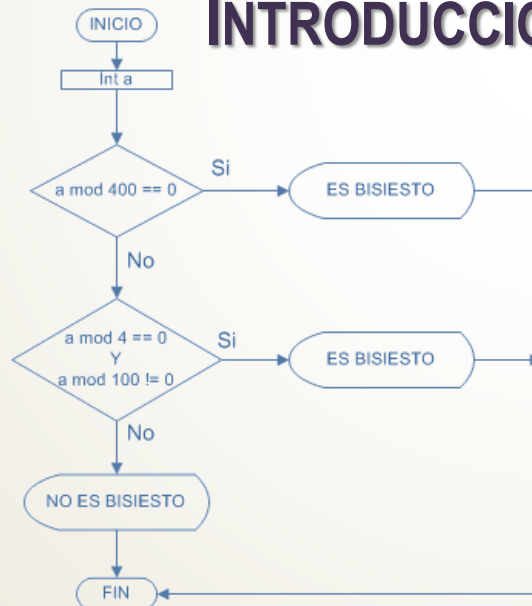 INICIO
INTRODUCCIO
Int a
a mod 400 == 0
Si
ES BISIESTO
No
a mod 4 == 0
Y
a mod 100 != 0
Si
ES BISIESTO
No
NO ES BISIESTO
FIN